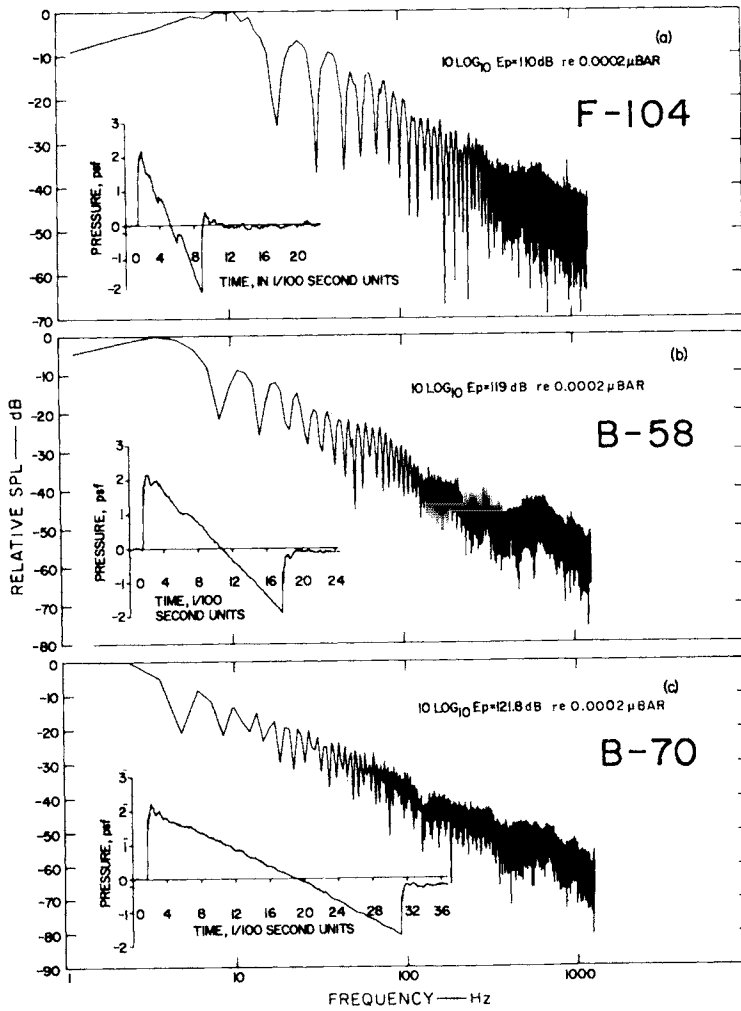 0
-10
-20
-30
-40
-50
-60
-70
(a)
10 LOG10 Ep=110 dB re 0.0002 μBAR
F-104
3
2
1
0
-1
-2
PRESSURE, psf
0 4 8 12 16 20
TIME, IN 1/100 SECOND UNITS
0
-10
-20
-30
-40
-50
-60
-70
-80
(b)
10 LOG10 Ep=119 dB re 0.0002 μBAR
B-58
3
2
1
0
-1
-2
PRESSURE, psf
0 4 8 12 16 20 24
TIME, 1/100
SECOND UNITS
RELATIVE SPL — dB
0
-10
-20
-30
-40
-50
-60
-70
-80
-90
(c)
10 LOG10 Ep=121.8 dB re 0.0002 μBAR
B-70
3
2
1
0
-1
-2
PRESSURE, psf
0 4 8 12 16 20 24 28 32 36
TIME, 1/100 SECOND UNITS
1 10 100 1000
FREQUENCY — Hz